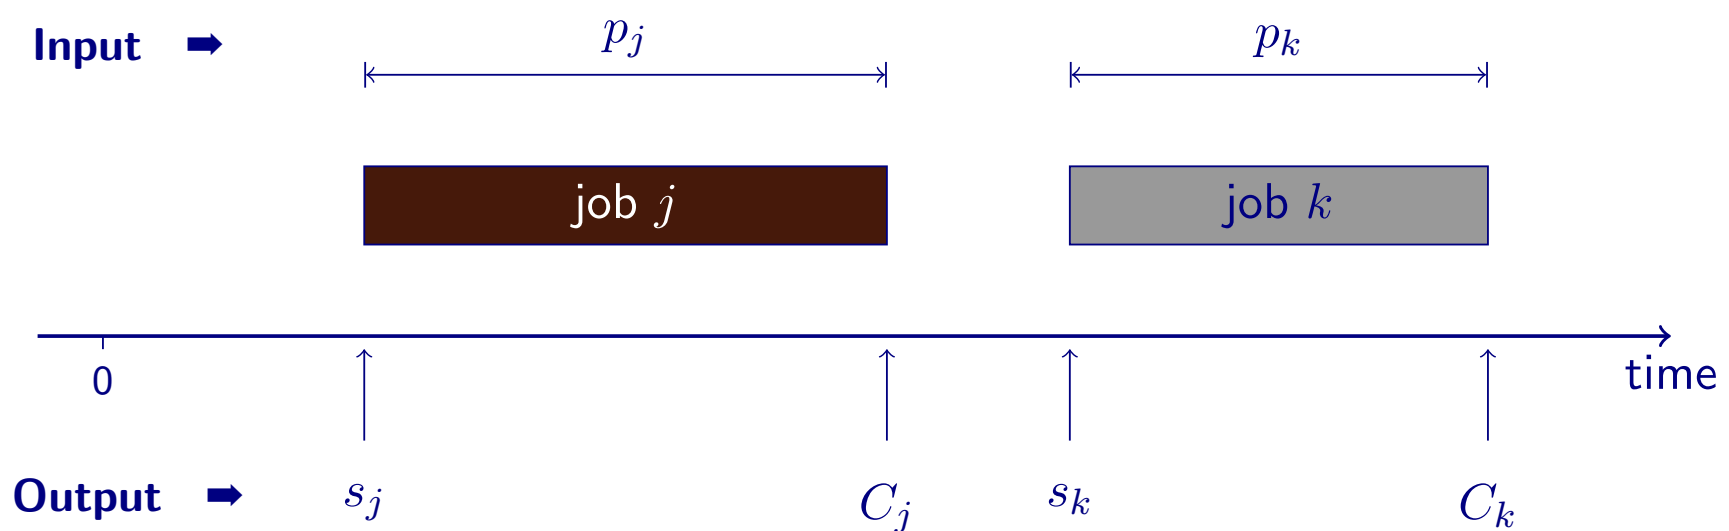 Input ➡ p_j p_k
job j job k
0 time
Output ➡ s_j C_j s_k C_k